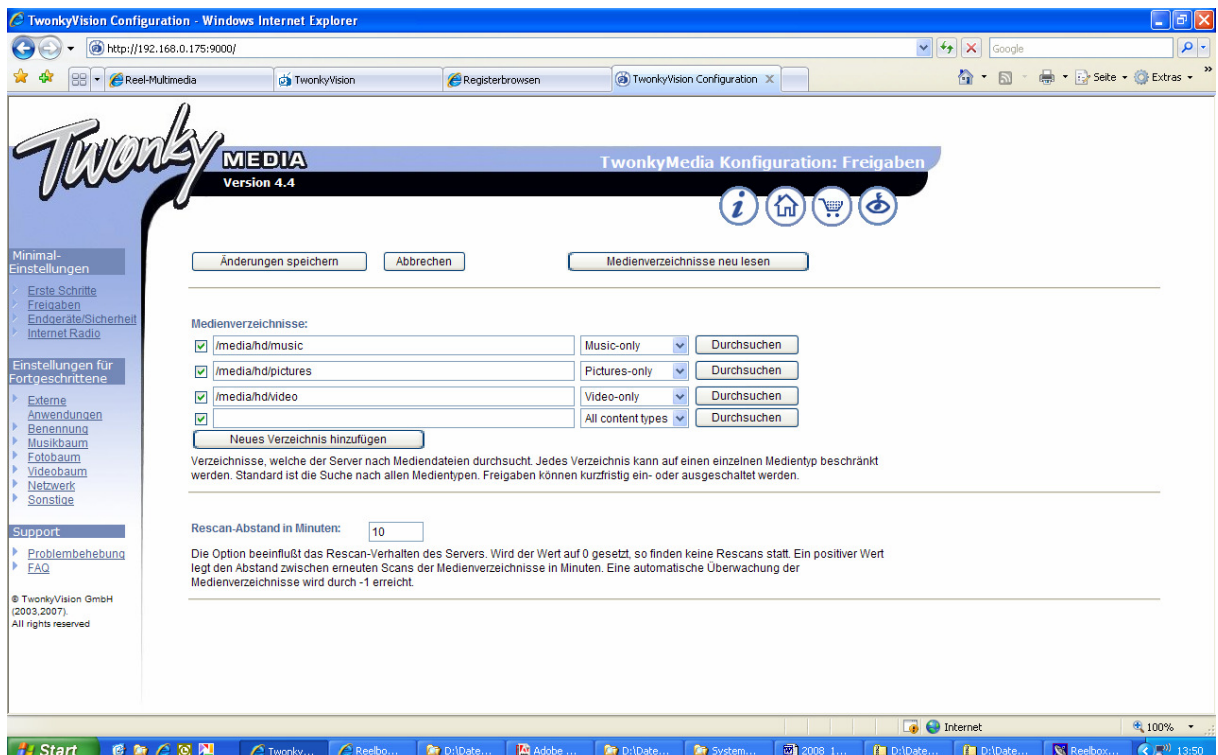 TwonkyVision Configuration - Windows Internet Explorer
http://192.168.0.175:9000/
Google
Reel-Multimedia
TwonkyVision
Registerbrowsen
TwonkyVision Configuration
Seite
Extras
Twonky
MEDIA
TwonkyMedia Konfiguration: Freigaben
Version 4.4
Minimal-
Einstellungen
Erste Schritte
Freigaben
Endgeräte/Sicherheit
Internet Radio
Einstellungen für
Fortgeschrittene
Externe
Anwendungen
Benennung
Musikbaum
Fotobaum
Videobaum
Netzwerk
Sonstige
Support
Problembehebung
FAQ
© TwonkyVision GmbH
(2003,2007).
All rights reserved
Änderungen speichern
Abbrechen
Medienverzeichnisse neu lesen
Medienverzeichnisse:
/media/hd/music
Music-only
Durchsuchen
/media/hd/pictures
Pictures-only
Durchsuchen
/media/hd/video
Video-only
Durchsuchen
All content types
Durchsuchen
Neues Verzeichnis hinzufügen
Verzeichnisse, welche der Server nach Mediendateien durchsucht. Jedes Verzeichnis kann auf einen einzelnen Medientyp beschränkt
werden. Standard ist die Suche nach allen Medientypen. Freigaben können kurzfristig ein- oder ausgeschaltet werden.
Rescan-Abstand in Minuten:
10
Die Option beeinflußt das Rescan-Verhalten des Servers. Wird der Wert auf 0 gesetzt, so finden keine Rescans statt. Ein positiver Wert
legt den Abstand zwischen erneuten Scans der Medienverzeichnisse in Minuten. Eine automatische Überwachung der
Medienverzeichnisse wird durch -1 erreicht.
Internet
100%
Start
Twonky...
Reelbo...
D:\Date...
Adobe ...
D:\Date...
System...
2008_1...
D:\Date...
D:\Date...
Reelbox...
13:50